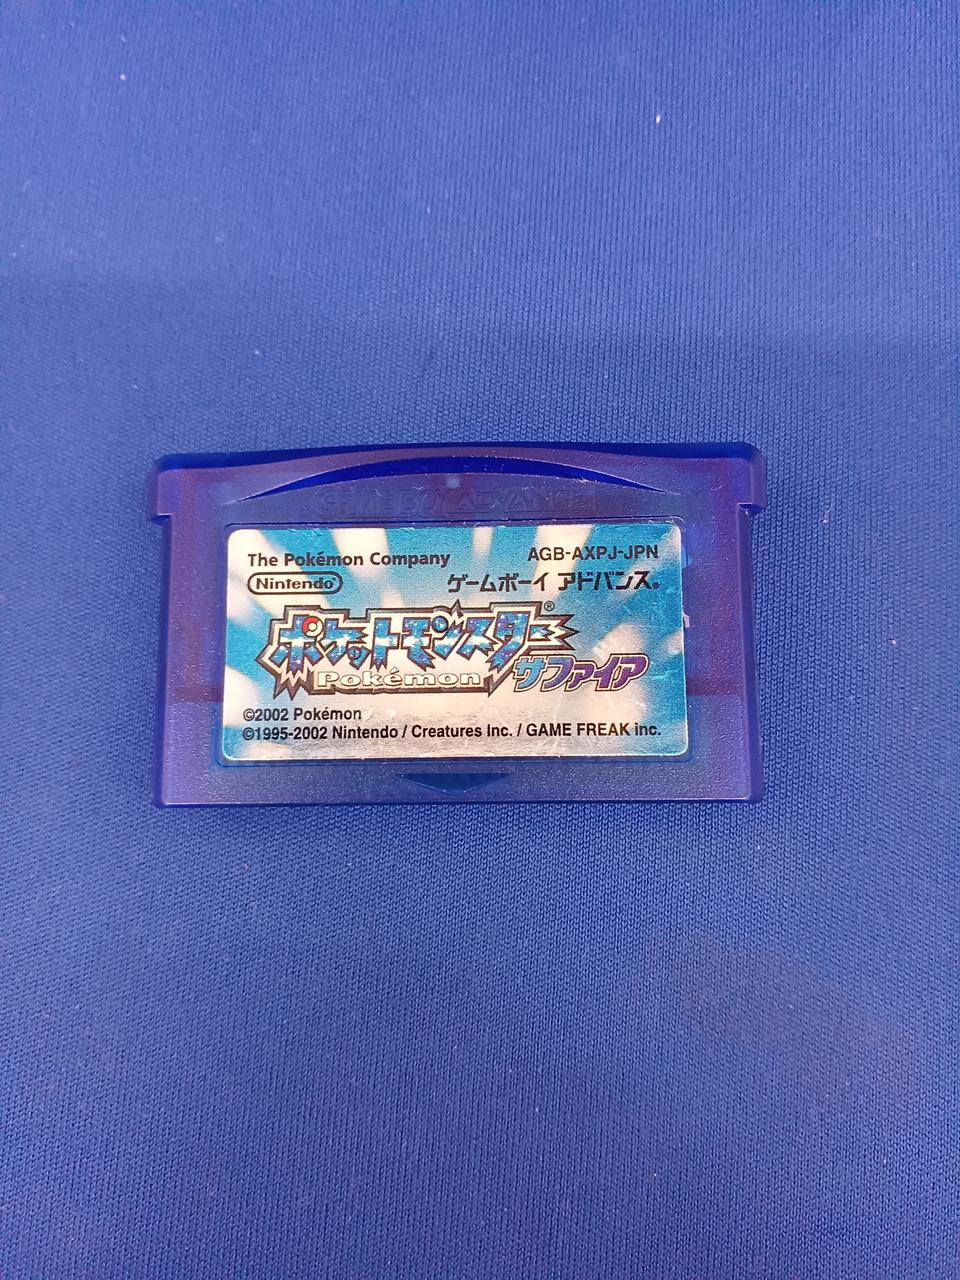 GAME BOY ADVANCE
The Pokémon Company AGB-AXPJ-JPN
Nintendo® ゲームボーイ アドバンス®
ポケットモンスター®
Pokémon サファイア
©2002 Pokémon
©1995-2002 Nintendo / Creatures Inc. / GAME FREAK inc.